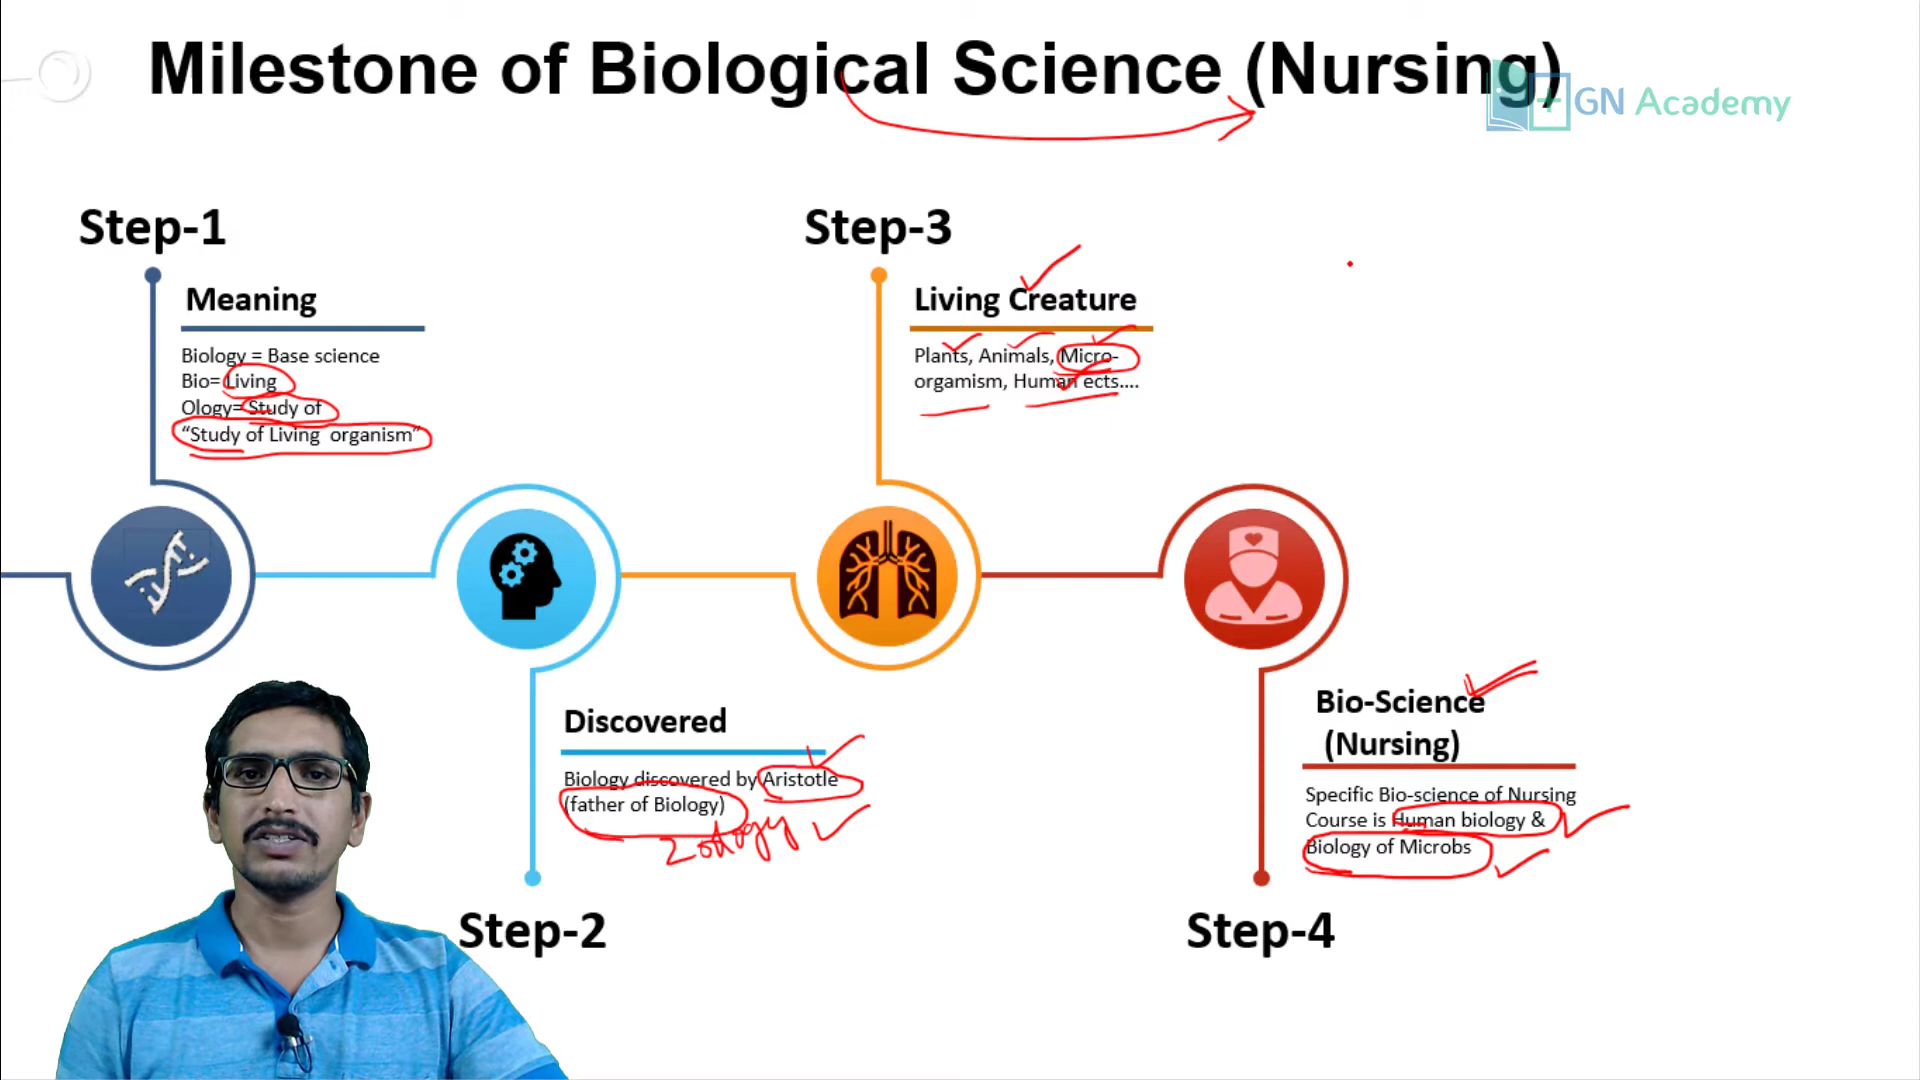 Milestone of Biological Science (Nursing)
GN Academy
Step-1
Meaning
Biology = Base science
Bio= Living
Ology= Study of
“Study of Living organism”
Step-3
Living Creature
Plants, Animals, Micro-
orgamism, Human ects....
Discovered
Biology discovered by Aristotle
(father of Biology)
Zoology
Step-2
Bio-Science
(Nursing)
Specific Bio-science of Nursing
Course is Human biology &
Biology of Microbs
Step-4